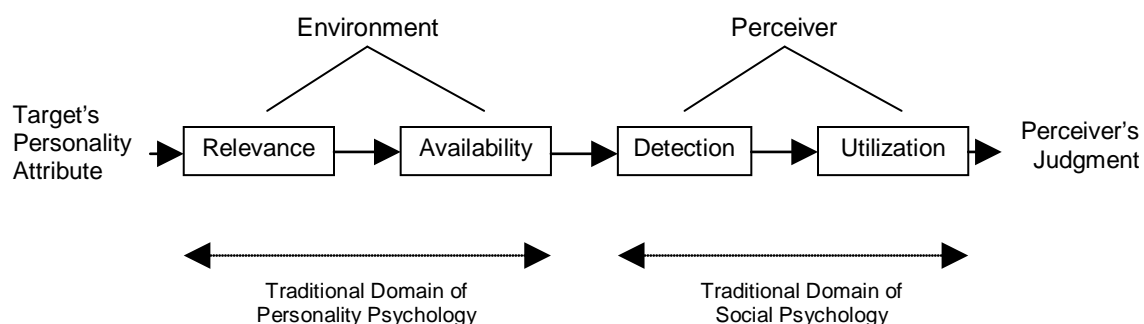 Environment
Perceiver
Target's
Personality
Attribute
Relevance
Availability
Detection
Utilization
Perceiver's
Judgment
Traditional Domain of
Personality Psychology
Traditional Domain of
Social Psychology